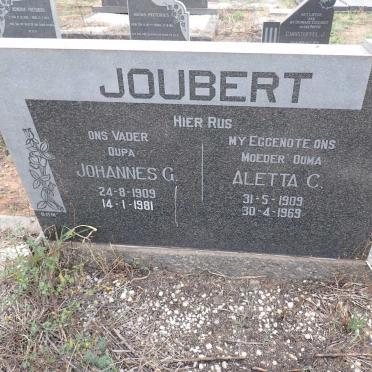 JOUBERT
HIER RUS
ONS VADER
OUPA
JOHANNES G.
24-8-1909
14-1-1981
MY EGGENOTE ONS
MOEDER OUMA
ALETTA C.
31-5-1909
30-4-1969